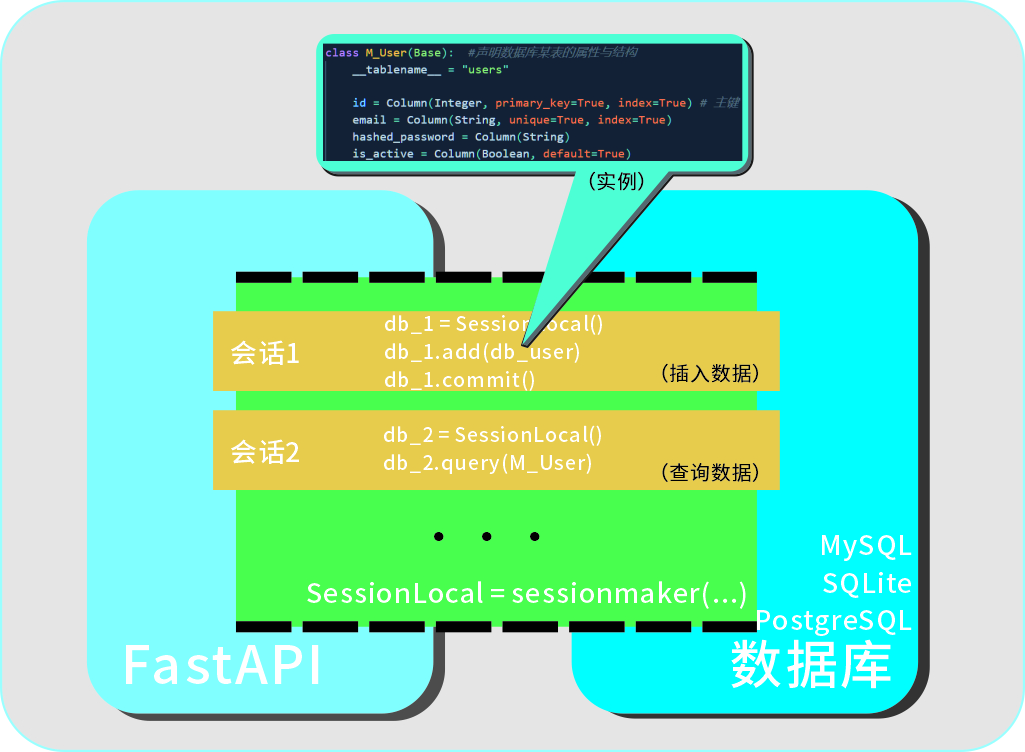 class M_User(Base):  #声明数据库某表的属性与结构
    __tablename__ = "users"
    id = Column(Integer, primary_key=True, index=True) # 主键
    email = Column(String, unique=True, index=True)
    hashed_password = Column(String)
    is_active = Column(Boolean, default=True)
（实例）
会话1
db_1 = SessionLocal()
db_1.add(db_user)
db_1.commit()
（插入数据）
会话2
db_2 = SessionLocal()
db_2.query(M_User)
（查询数据）
• • •
SessionLocal = sessionmaker(...)
MySQL
SQLite
PostgreSQL
FastAPI
数据库